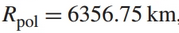 R_pol = 6356.75 km,